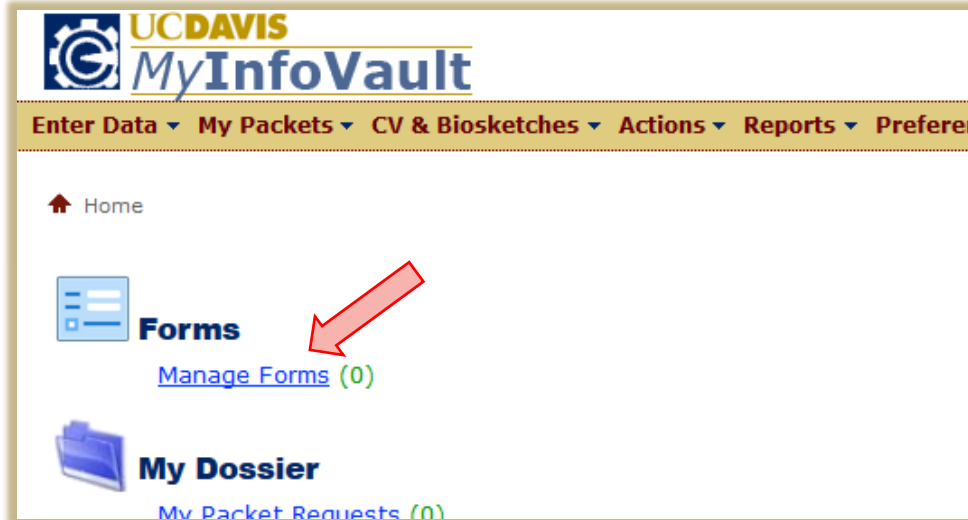 UCDAVIS
MyInfoVault
Enter Data My Packets CV & Biosketches Actions Reports
Home
Forms
Manage Forms (0)
My Dossier
My Packet Requests (0)